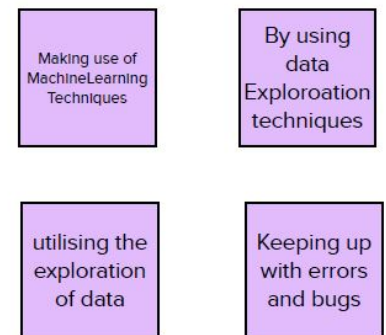 Making use of
MachineLearning
Techniques
By using
data
Exploroation
techniques
utilising the
exploration
of data
Keeping up
with errors
and bugs